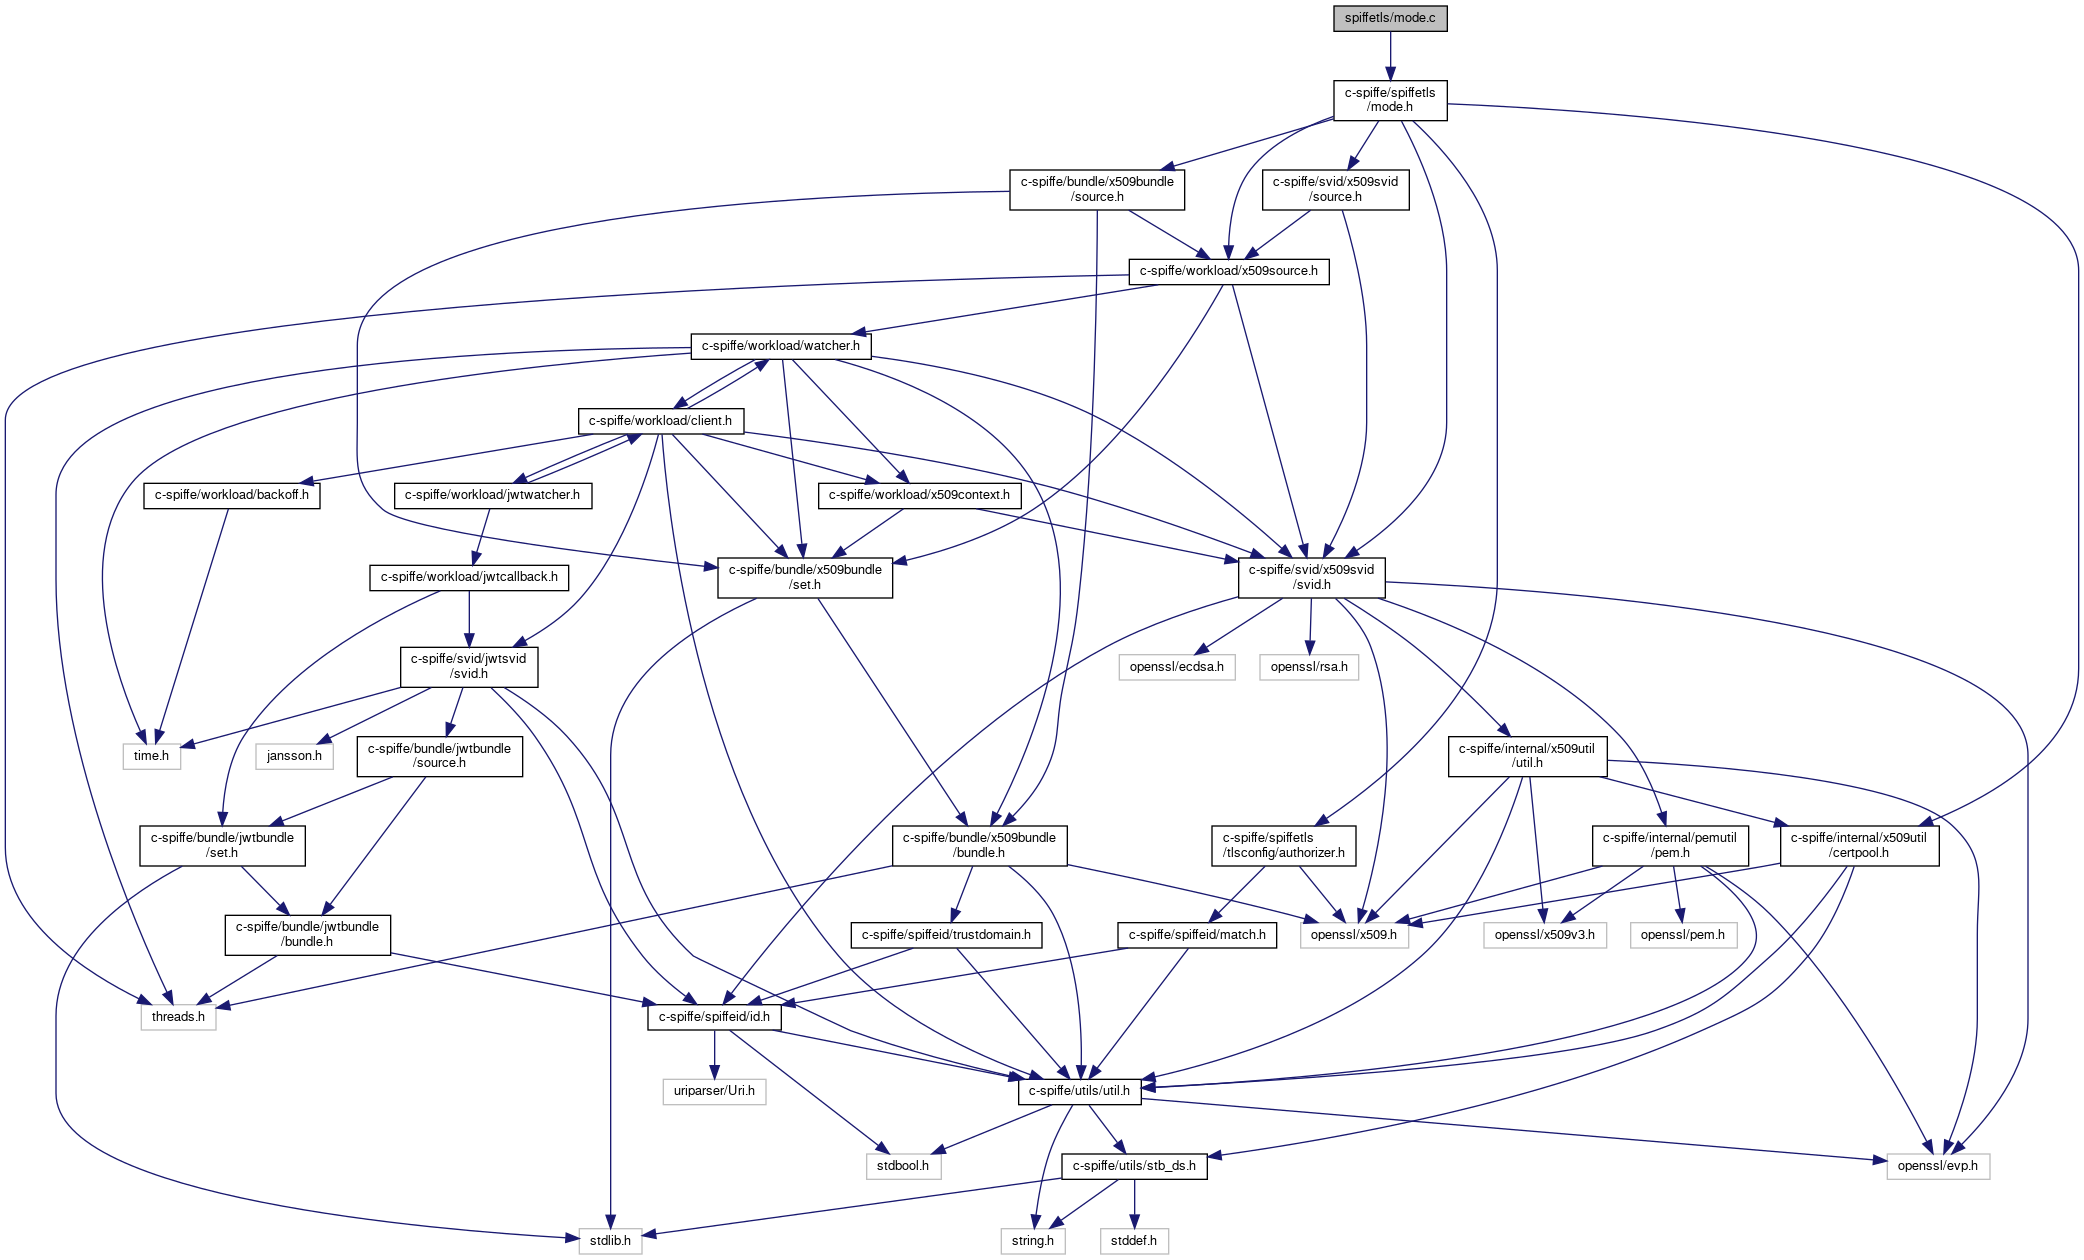 spiffetls/mode.c
c-spiffe/spiffetls
/mode.h
c-spiffe/bundle/x509bundle
/source.h
c-spiffe/svid/x509svid
/source.h
c-spiffe/workload/x509source.h
c-spiffe/workload/watcher.h
c-spiffe/workload/client.h
c-spiffe/workload/backoff.h
c-spiffe/workload/jwtwatcher.h
c-spiffe/workload/x509context.h
c-spiffe/workload/jwtcallback.h
c-spiffe/bundle/x509bundle
/set.h
c-spiffe/svid/x509svid
/svid.h
c-spiffe/svid/jwtsvid
/svid.h
openssl/ecdsa.h
openssl/rsa.h
time.h
jansson.h
c-spiffe/bundle/jwtbundle
/source.h
c-spiffe/internal/x509util
/util.h
c-spiffe/bundle/jwtbundle
/set.h
c-spiffe/bundle/x509bundle
/bundle.h
c-spiffe/spiffetls
/tlsconfig/authorizer.h
c-spiffe/internal/pemutil
/pem.h
c-spiffe/internal/x509util
/certpool.h
c-spiffe/bundle/jwtbundle
/bundle.h
c-spiffe/spiffeid/trustdomain.h
c-spiffe/spiffeid/match.h
openssl/x509.h
openssl/x509v3.h
openssl/pem.h
threads.h
c-spiffe/spiffeid/id.h
uriparser/Uri.h
c-spiffe/utils/util.h
stdbool.h
c-spiffe/utils/stb_ds.h
openssl/evp.h
stdlib.h
string.h
stddef.h